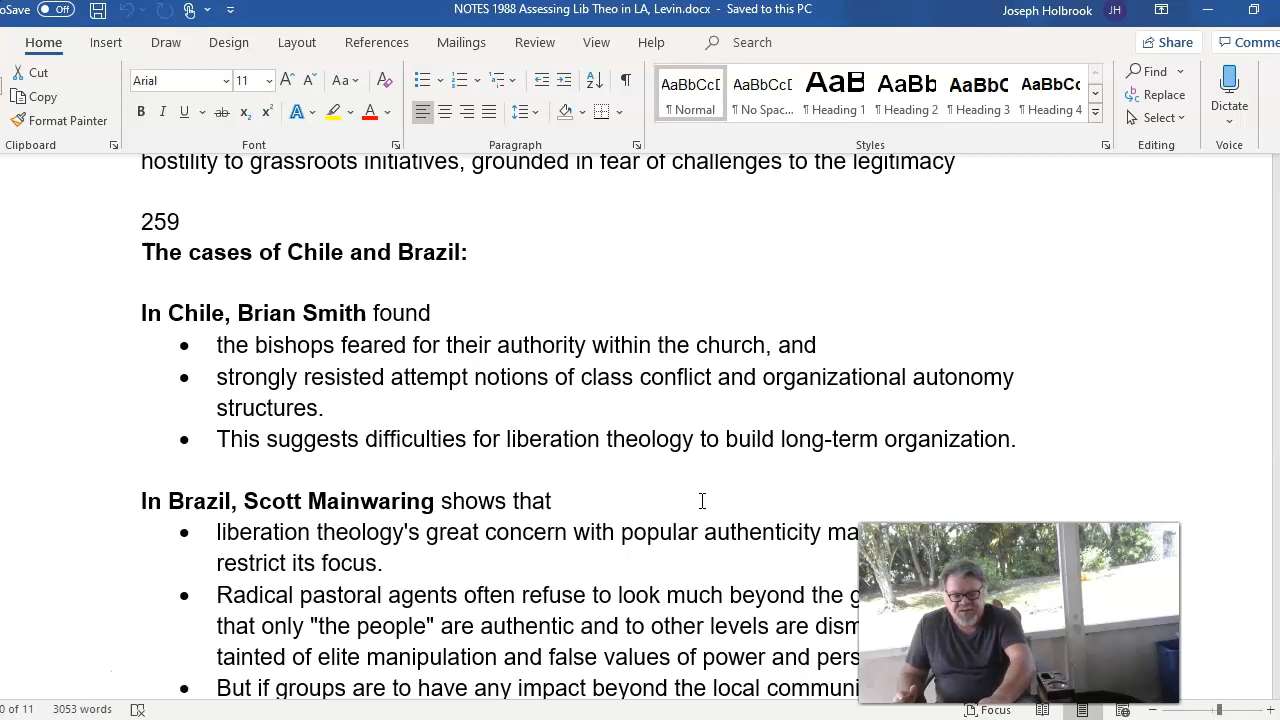 oSave Off NOTES 1988 Assessing Lib Theo in LA, Levin.docx - Saved to this PC Joseph Holbrook JH
Home Insert Draw Design Layout References Mailings Review View Help Search Share Comme
Cut
Copy
Format Painter
Clipboard
Arial 11
Font
Paragraph
AaBbCcD AaBbCcD AaB AaBb AaBbC AaBbCc
¶ Normal ¶ No Spac... ¶ Heading 1 ¶ Heading 2 ¶ Heading 3 ¶ Heading 4
Styles
Find
Replace
Select
Editing
Dictate
Voice
hostility to grassroots initiatives, grounded in fear of challenges to the legitimacy
259
The cases of Chile and Brazil:
In Chile, Brian Smith found
• the bishops feared for their authority within the church, and
• strongly resisted attempt notions of class conflict and organizational autonomy
structures.
• This suggests difficulties for liberation theology to build long-term organization.
In Brazil, Scott Mainwaring shows that
• liberation theology's great concern with popular authenticity ma
restrict its focus.
• Radical pastoral agents often refuse to look much beyond the g
that only "the people" are authentic and to other levels are dism
tainted of elite manipulation and false values of power and pers
• But if groups are to have any impact beyond the local communi
0 of 11 3053 words Focus